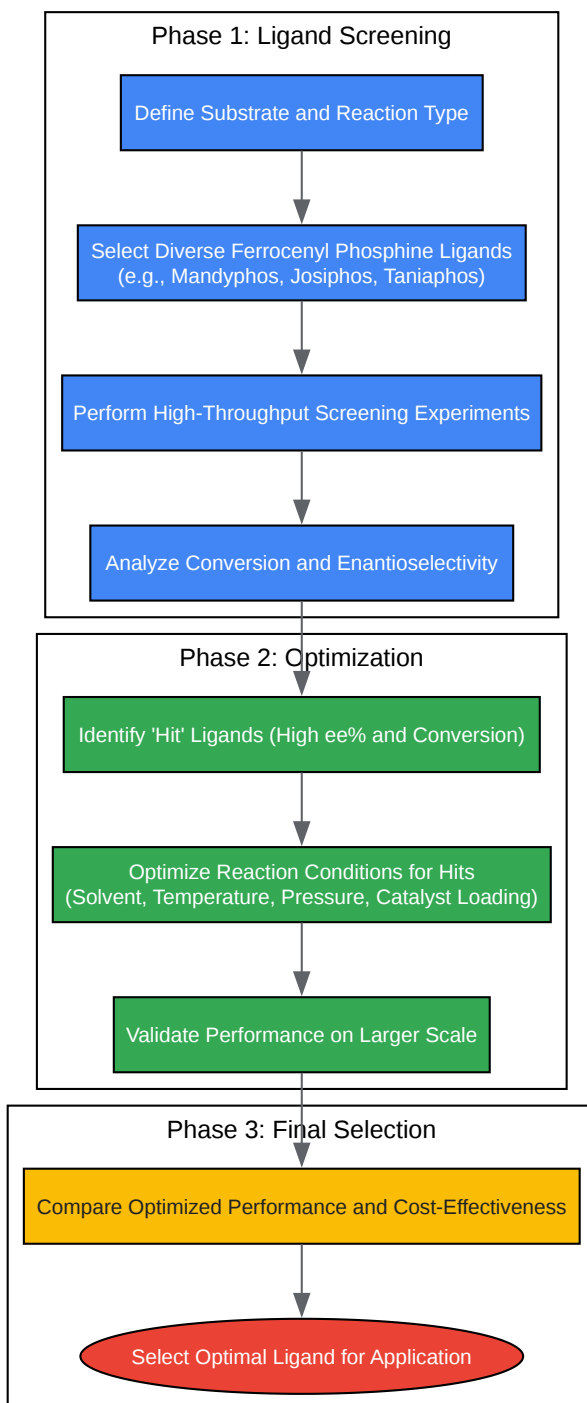 Phase 1: Ligand Screening
Define Substrate and Reaction Type
Select Diverse Ferrocenyl Phosphine Ligands
(e.g., Mandyphos, Josiphos, Taniaphos)
Perform High-Throughput Screening Experiments
Analyze Conversion and Enantioselectivity
Phase 2: Optimization
Identify 'Hit' Ligands (High ee% and Conversion)
Optimize Reaction Conditions for Hits
(Solvent, Temperature, Pressure, Catalyst Loading)
Validate Performance on Larger Scale
Phase 3: Final Selection
Compare Optimized Performance and Cost-Effectiveness
Select Optimal Ligand for Application